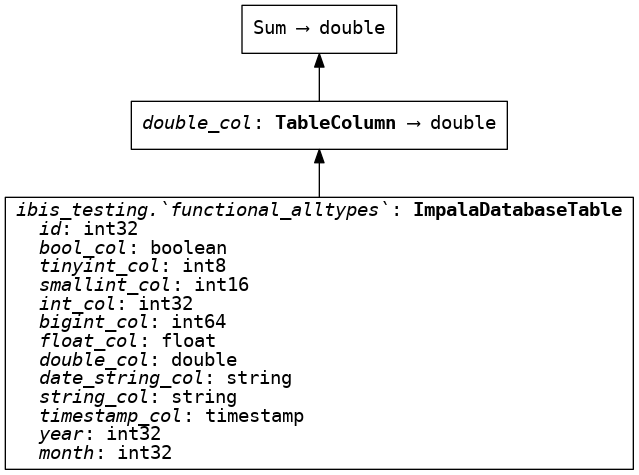 Sum → double
double_col: TableColumn → double
ibis_testing.`functional_alltypes`: ImpalaDatabaseTable
id: int32
bool_col: boolean
tinyint_col: int8
smallint_col: int16
int_col: int32
bigint_col: int64
float_col: float
double_col: double
date_string_col: string
string_col: string
timestamp_col: timestamp
year: int32
month: int32